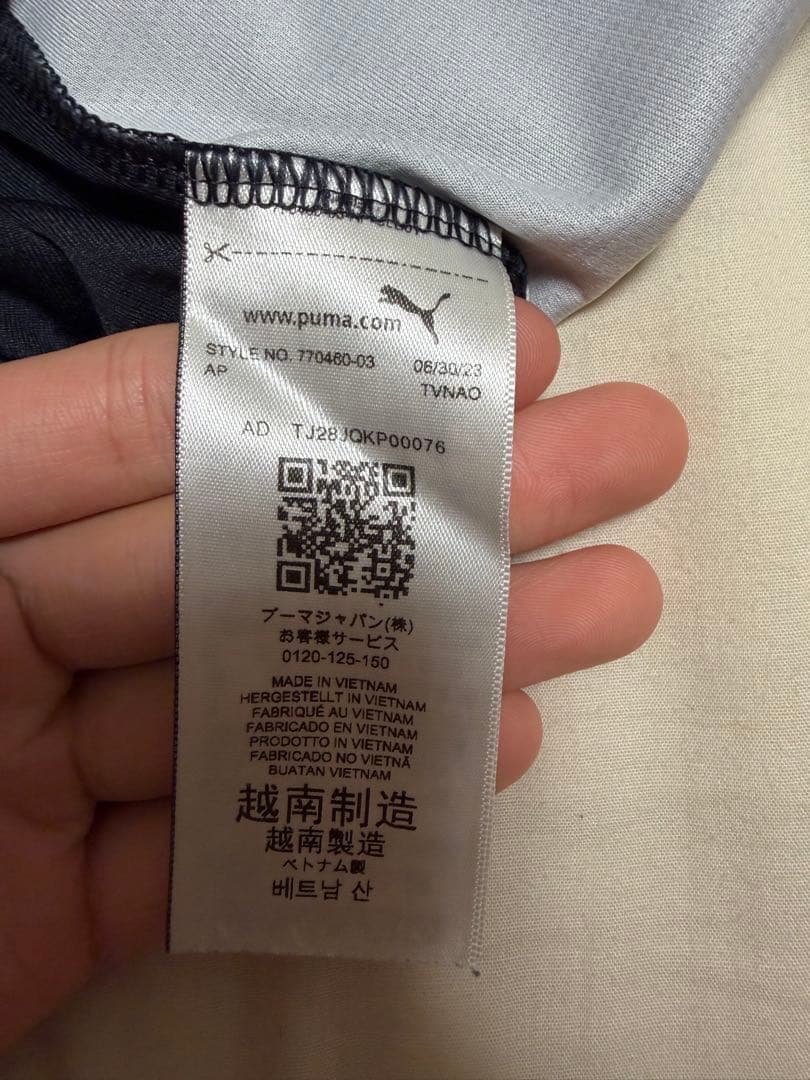 www.puma.com
STYLE NO. 770460-03 06/30/23
AP TVNAO
AD TJ28JQKP00076
プーマジャパン(株)
お客様サービス
0120-125-150
MADE IN VIETNAM
HERGESTELLT IN VIETNAM
FABRIQUÉ AU VIETNAM
FABRICADO EN VIETNAM
PRODOTTO IN VIETNAM
FABRICADO NO VIETNÃ
BUATAN VIETNAM
越南制造
越南製造
ベトナム製
베트남 산